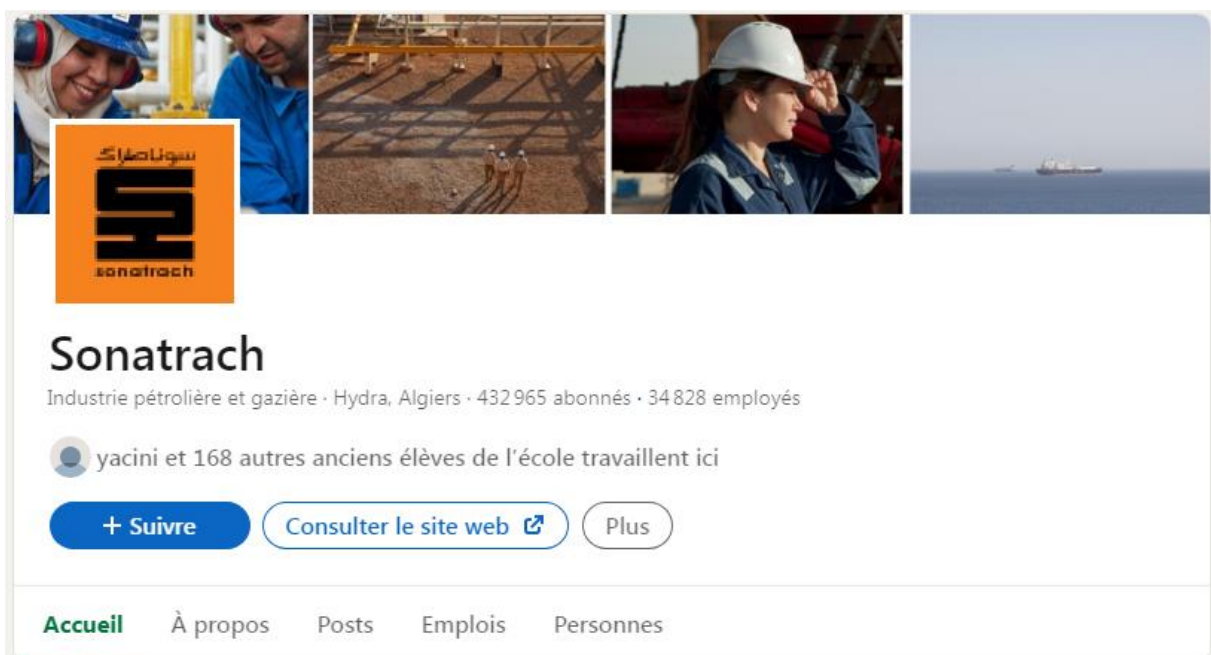 سوناطراك
sonatrach
Sonatrach
Industrie pétrolière et gazière · Hydra, Algiers · 432 965 abonnés · 34 828 employés
yacini et 168 autres anciens élèves de l'école travaillent ici
+ Suivre Consulter le site web Plus
Accueil À propos Posts Emplois Personnes